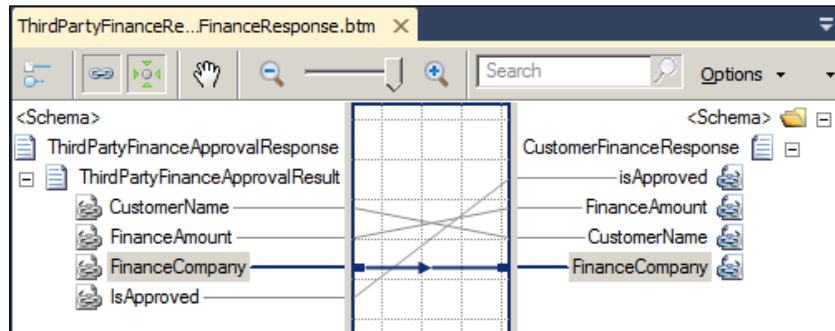 ThirdPartyFinanceRe...FinanceResponse.btm
Search
Options
<Schema>
<Schema>
ThirdPartyFinanceApprovalResponse
CustomerFinanceResponse
ThirdPartyFinanceApprovalResult
isApproved
CustomerName
FinanceAmount
FinanceAmount
CustomerName
FinanceCompany
FinanceCompany
IsApproved